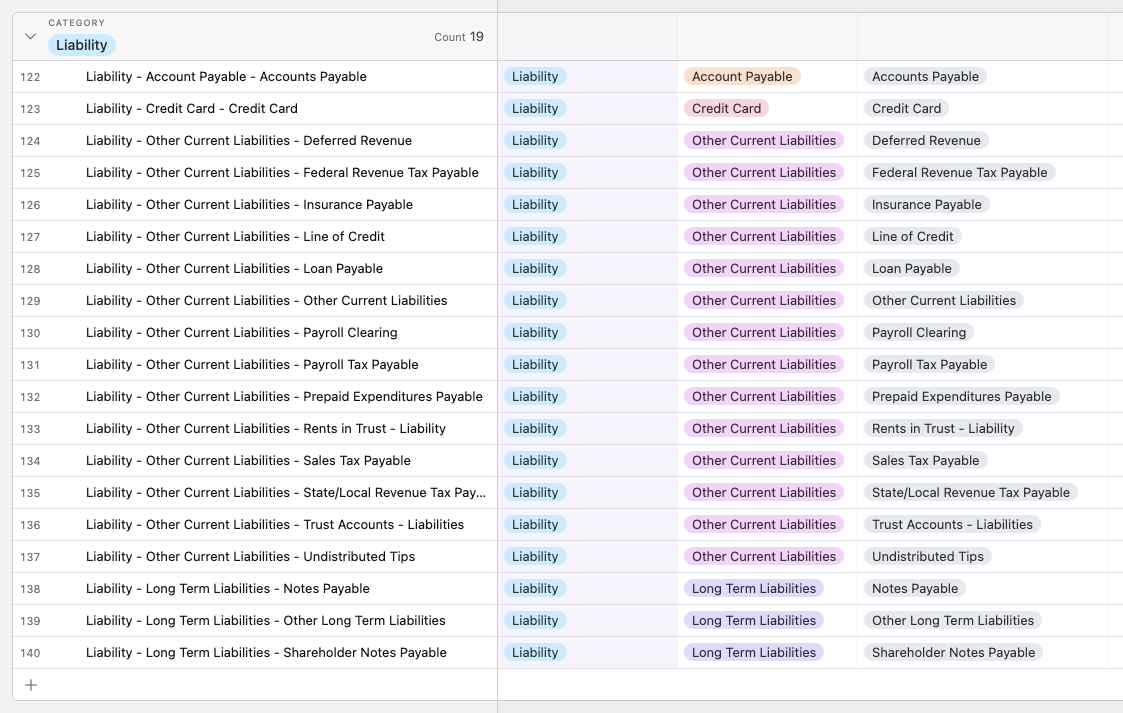 CATEGORY
Liability Count 19
122 Liability - Account Payable - Accounts Payable Liability Account Payable Accounts Payable
123 Liability - Credit Card - Credit Card Liability Credit Card Credit Card
124 Liability - Other Current Liabilities - Deferred Revenue Liability Other Current Liabilities Deferred Revenue
125 Liability - Other Current Liabilities - Federal Revenue Tax Payable Liability Other Current Liabilities Federal Revenue Tax Payable
126 Liability - Other Current Liabilities - Insurance Payable Liability Other Current Liabilities Insurance Payable
127 Liability - Other Current Liabilities - Line of Credit Liability Other Current Liabilities Line of Credit
128 Liability - Other Current Liabilities - Loan Payable Liability Other Current Liabilities Loan Payable
129 Liability - Other Current Liabilities - Other Current Liabilities Liability Other Current Liabilities Other Current Liabilities
130 Liability - Other Current Liabilities - Payroll Clearing Liability Other Current Liabilities Payroll Clearing
131 Liability - Other Current Liabilities - Payroll Tax Payable Liability Other Current Liabilities Payroll Tax Payable
132 Liability - Other Current Liabilities - Prepaid Expenditures Payable Liability Other Current Liabilities Prepaid Expenditures Payable
133 Liability - Other Current Liabilities - Rents in Trust - Liability Liability Other Current Liabilities Rents in Trust - Liability
134 Liability - Other Current Liabilities - Sales Tax Payable Liability Other Current Liabilities Sales Tax Payable
135 Liability - Other Current Liabilities - State/Local Revenue Tax Pay... Liability Other Current Liabilities State/Local Revenue Tax Payable
136 Liability - Other Current Liabilities - Trust Accounts - Liabilities Liability Other Current Liabilities Trust Accounts - Liabilities
137 Liability - Other Current Liabilities - Undistributed Tips Liability Other Current Liabilities Undistributed Tips
138 Liability - Long Term Liabilities - Notes Payable Liability Long Term Liabilities Notes Payable
139 Liability - Long Term Liabilities - Other Long Term Liabilities Liability Long Term Liabilities Other Long Term Liabilities
140 Liability - Long Term Liabilities - Shareholder Notes Payable Liability Long Term Liabilities Shareholder Notes Payable